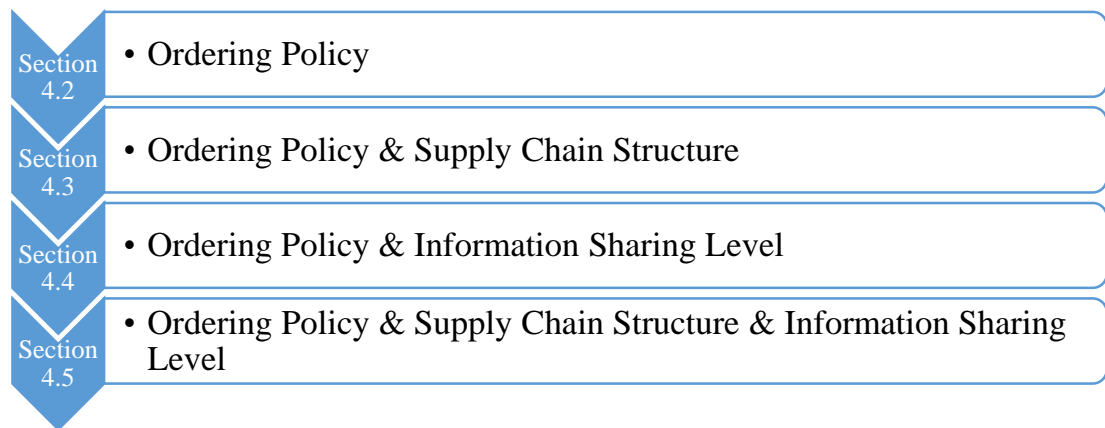 Section
4.2
• Ordering Policy
Section
4.3
• Ordering Policy & Supply Chain Structure
Section
4.4
• Ordering Policy & Information Sharing Level
Section
4.5
• Ordering Policy & Supply Chain Structure & Information Sharing
Level